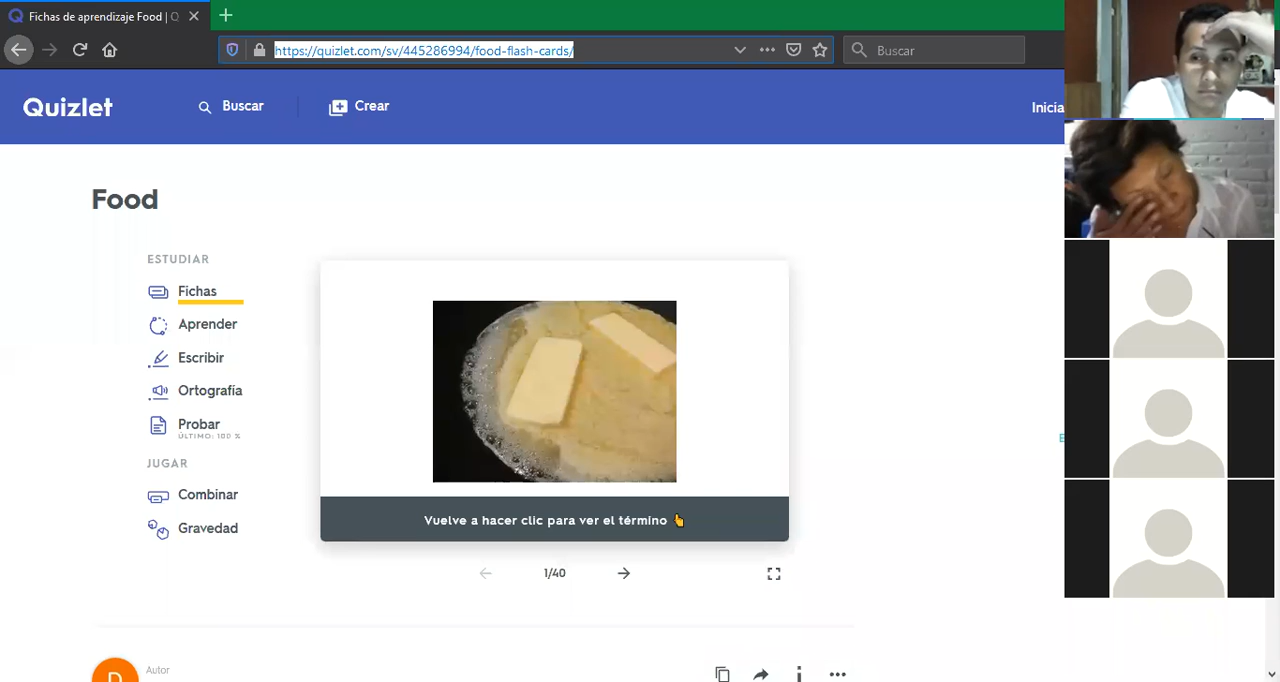 Fichas de aprendizaje Food | Q
https://quizlet.com/sv/445286994/food-flash-cards/
Buscar
Quizlet
Buscar
Crear
Inicia
Food
ESTUDIAR
Fichas
Aprender
Escribir
Ortografía
Probar
ÚLTIMO: 100 %
JUGAR
Combinar
Gravedad
Vuelve a hacer clic para ver el término
1/40
E
D
Autor